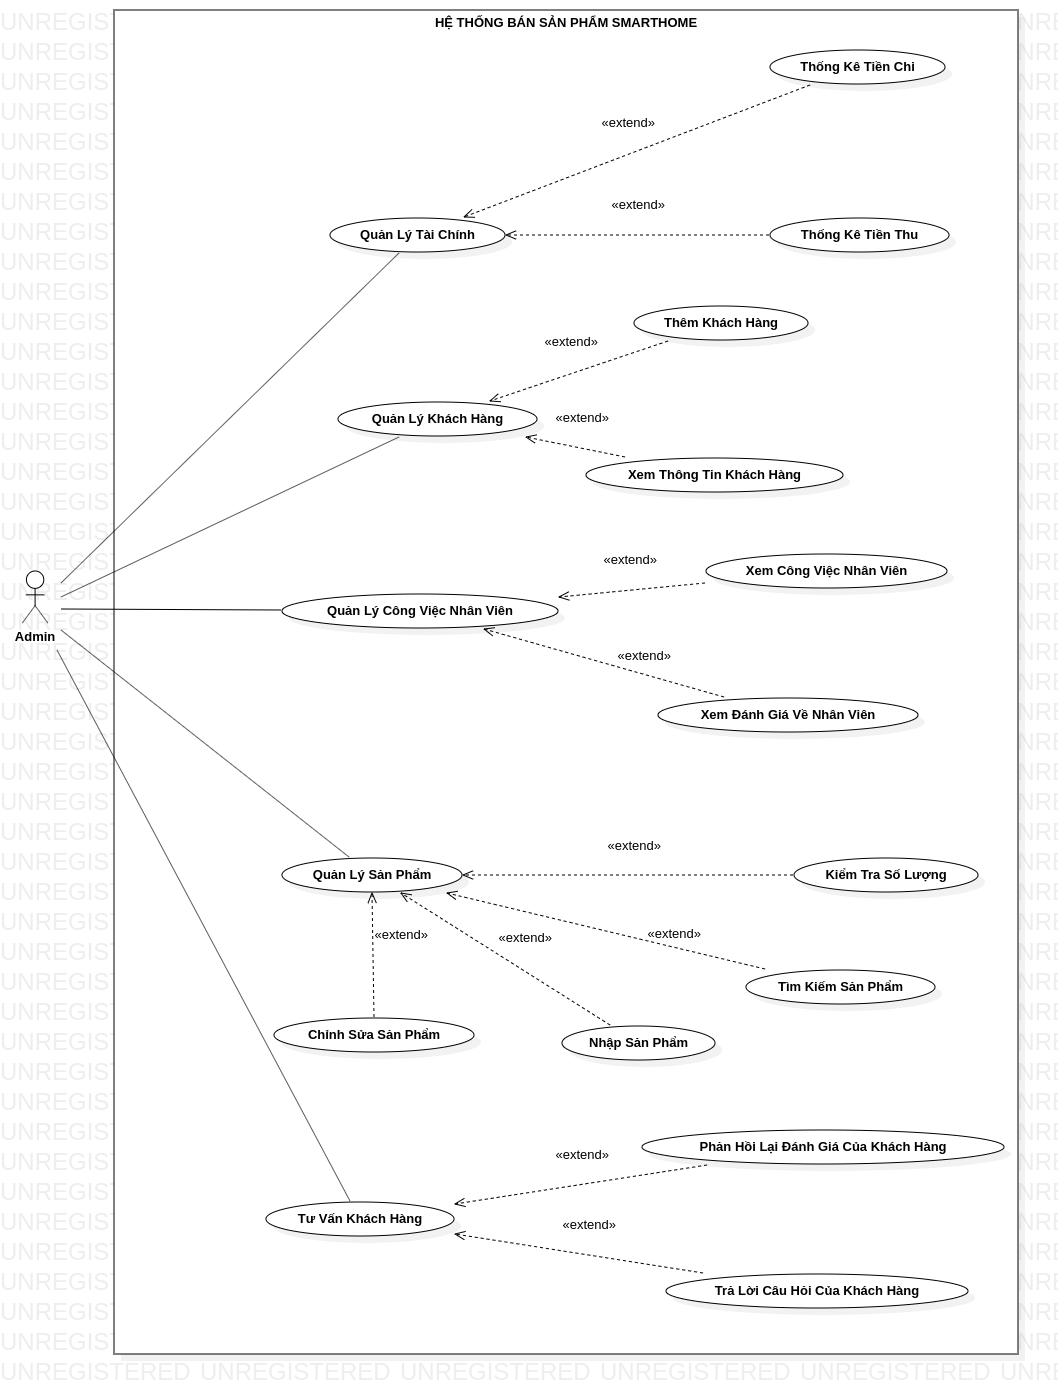 HỆ THỐNG BÁN SẢN PHẨM SMARTHOME
Thống Kê Tiền Chi
«extend»
«extend»
Quản Lý Tài Chính
Thống Kê Tiền Thu
Thêm Khách Hàng
«extend»
Quản Lý Khách Hàng
«extend»
Xem Thông Tin Khách Hàng
«extend»
Xem Công Việc Nhân Viên
Quản Lý Công Việc Nhân Viên
Admin
«extend»
Xem Đánh Giá Về Nhân Viên
«extend»
Quản Lý Sản Phẩm
Kiểm Tra Số Lượng
«extend»
«extend»
«extend»
Tìm Kiếm Sản Phẩm
Chỉnh Sửa Sản Phẩm
Nhập Sản Phẩm
Phản Hồi Lại Đánh Giá Của Khách Hàng
«extend»
Tư Vấn Khách Hàng
«extend»
Trả Lời Câu Hỏi Của Khách Hàng
UNREGISTERED UNREGISTERED UNREGISTERED UNREGISTERED UNREGISTERED